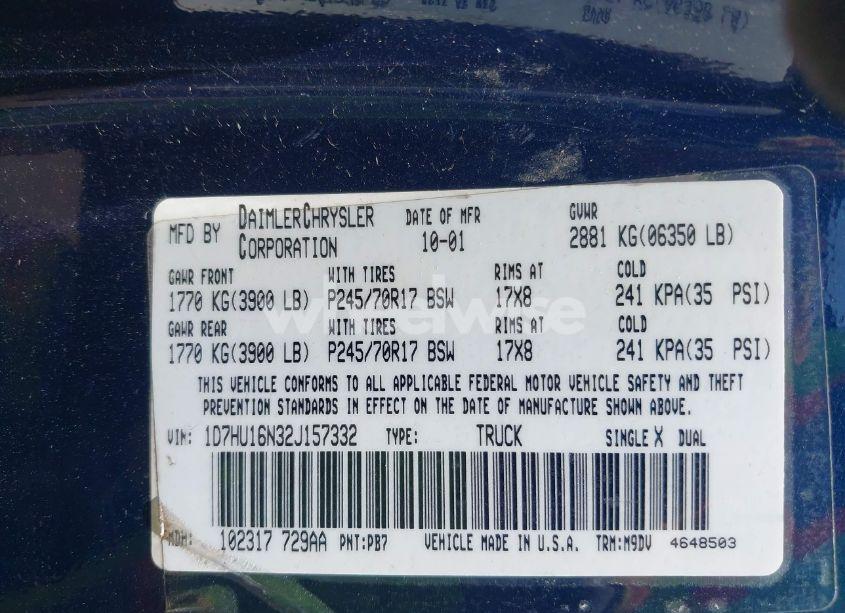 MFD BY DAIMLERCHRYSLER CORPORATION DATE OF MFR 10-01 GVWR 2881 KG(06350 LB)
GAWR FRONT WITH TIRES RIMS AT COLD
1770 KG(3900 LB) P245/70R17 BSW 17X8 241 KPA(35 PSI)
GAWR REAR WITH TIRES RIMS AT COLD
1770 KG(3900 LB) P245/70R17 BSW 17X8 241 KPA(35 PSI)
THIS VEHICLE CONFORMS TO ALL APPLICABLE FEDERAL MOTOR VEHICLE SAFETY AND THEFT
PREVENTION STANDARDS IN EFFECT ON THE DATE OF MANUFACTURE SHOWN ABOVE.
VIN: 1D7HU16N32J157332 TYPE: TRUCK SINGLE X DUAL
MDH: 102317 729AA PNT:PB7 VEHICLE MADE IN U.S.A. TRM:M9DV 4648503